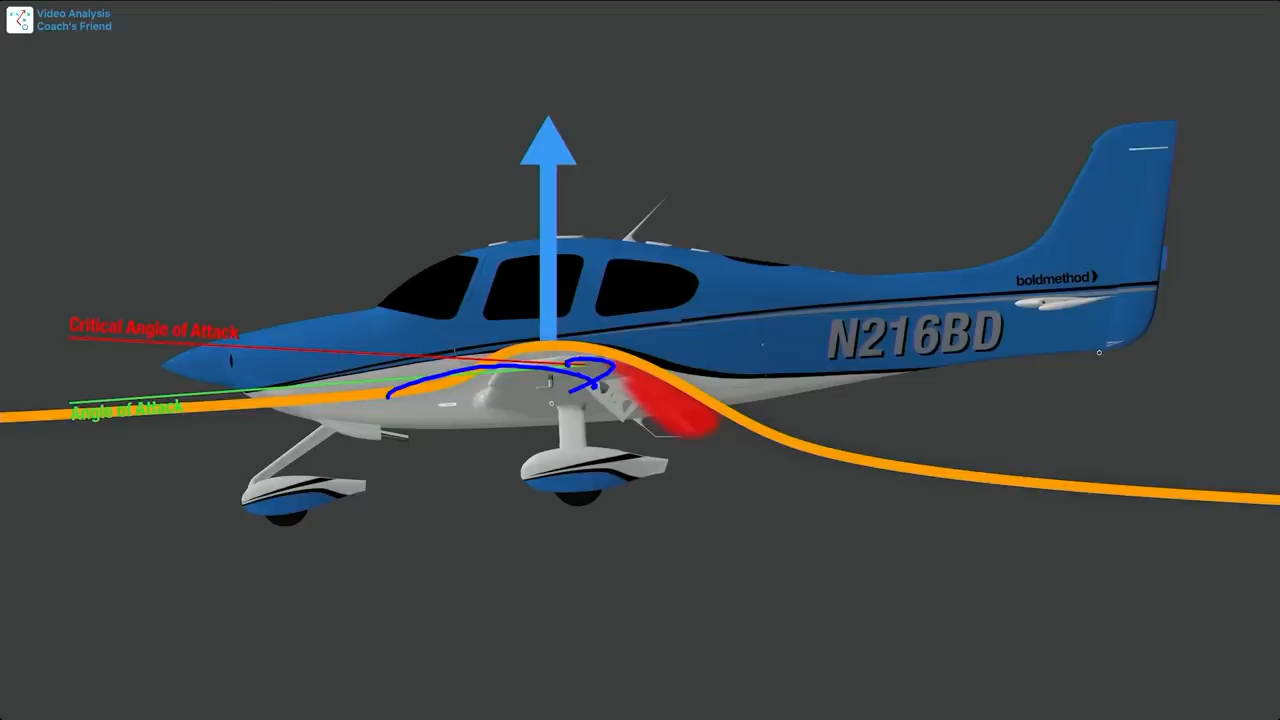 Video Analysis
Coach's Friend
boldmethod
Critical Angle of Attack
N216BD
Angle of Attack